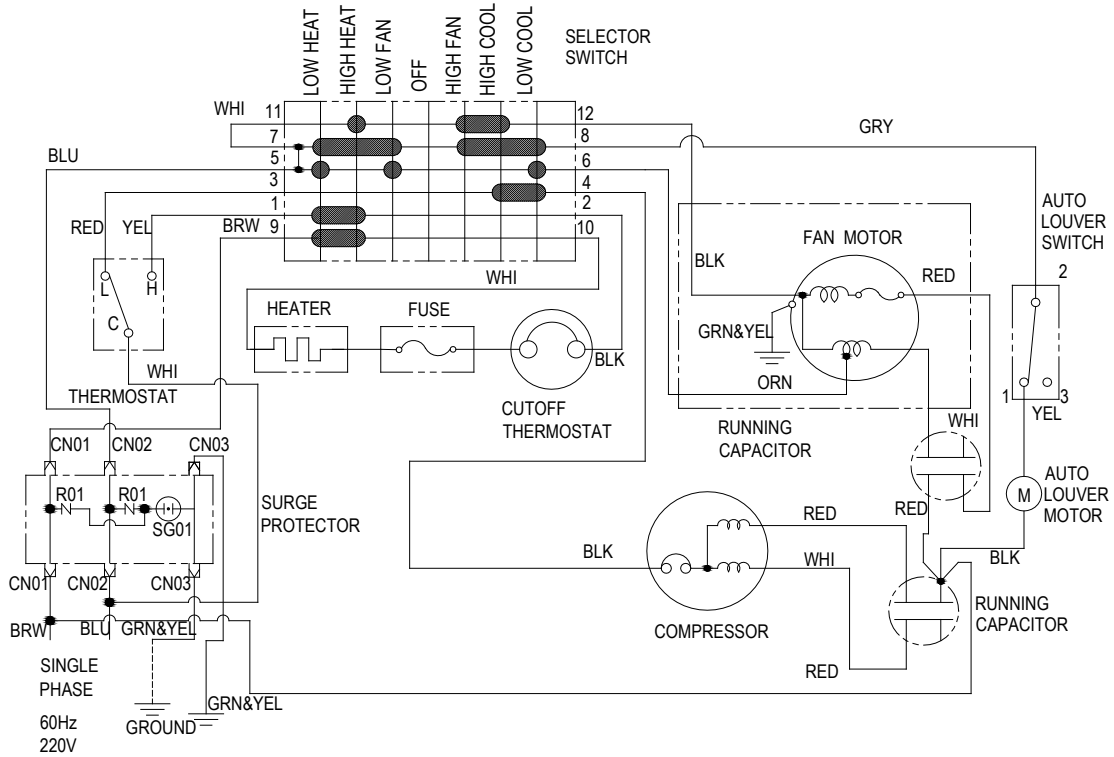 LOW HEAT
HIGH HEAT
LOW FAN
OFF
HIGH FAN
HIGH COOL
LOW COOL
SELECTOR
SWITCH
WHI
11
12
7
8
5
6
3
4
1
2
9
10
BLU
RED
YEL
BRW
GRY
WHI
AUTO
LOUVER
SWITCH
2
1
3
YEL
L
H
C
WHI
THERMOSTAT
HEATER
FUSE
BLK
CUTOFF
THERMOSTAT
FAN MOTOR
BLK
RED
GRN&YEL
ORN
RUNNING
CAPACITOR
WHI
RED
AUTO
LOUVER
MOTOR
M
BLK
CN01
CN02
CN03
R01
R01
SG01
SURGE
PROTECTOR
CN01
CN02
CN03
BRW
BLU
GRN&YEL
BLK
RED
WHI
COMPRESSOR
RED
RUNNING
CAPACITOR
SINGLE
PHASE
60Hz
220V
GROUND
GRN&YEL